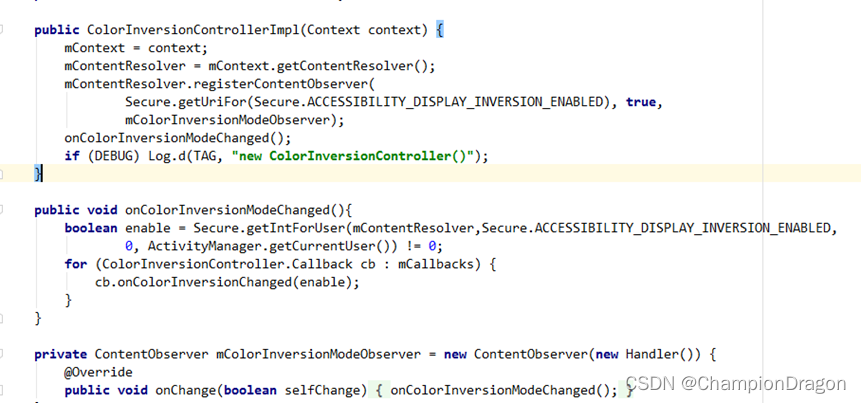 public ColorInversionControllerImpl(Context context) {
mContext = context;
mContentResolver = mContext.getContentResolver();
mContentResolver.registerContentObserver(
Secure.getUriFor(Secure.ACCESSIBILITY_DISPLAY_INVERSION_ENABLED), true,
mColorInversionModeObserver);
onColorInversionModeChanged();
if (DEBUG) Log.d(TAG, "new ColorInversionController()");
}
public void onColorInversionModeChanged(){
boolean enable = Secure.getIntForUser(mContentResolver,Secure.ACCESSIBILITY_DISPLAY_INVERSION_ENABLED,
0, ActivityManager.getCurrentUser()) != 0;
for (ColorInversionController.Callback cb : mCallbacks) {
cb.onColorInversionChanged(enable);
}
}
private ContentObserver mColorInversionModeObserver = new ContentObserver(new Handler()) {
@Override
public void onChange(boolean selfChange) { onColorInversionModeChanged(); }
CSDN @ChampionDragon